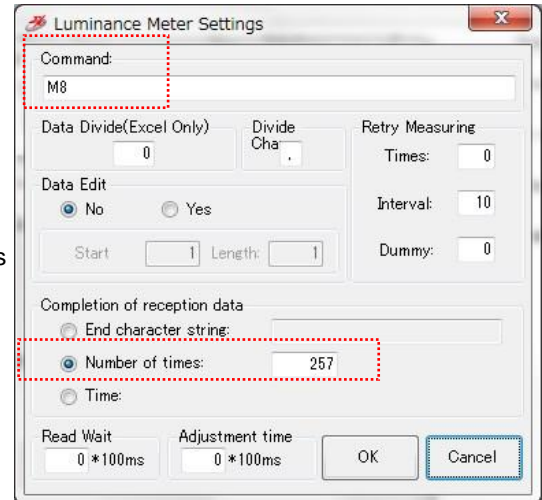 Luminance Meter Settings
Command:
M8
Data Divide(Excel Only)
0
Divide
Cha
.
Retry Measuring
Times: 0
Interval: 10
Dummy: 0
Data Edit
No Yes
Start 1 Length: 1
s
Completion of reception data
End character string:
Number of times: 257
Time:
Read Wait
0 *100ms
Adjustment time
0 *100ms
OK
Cancel